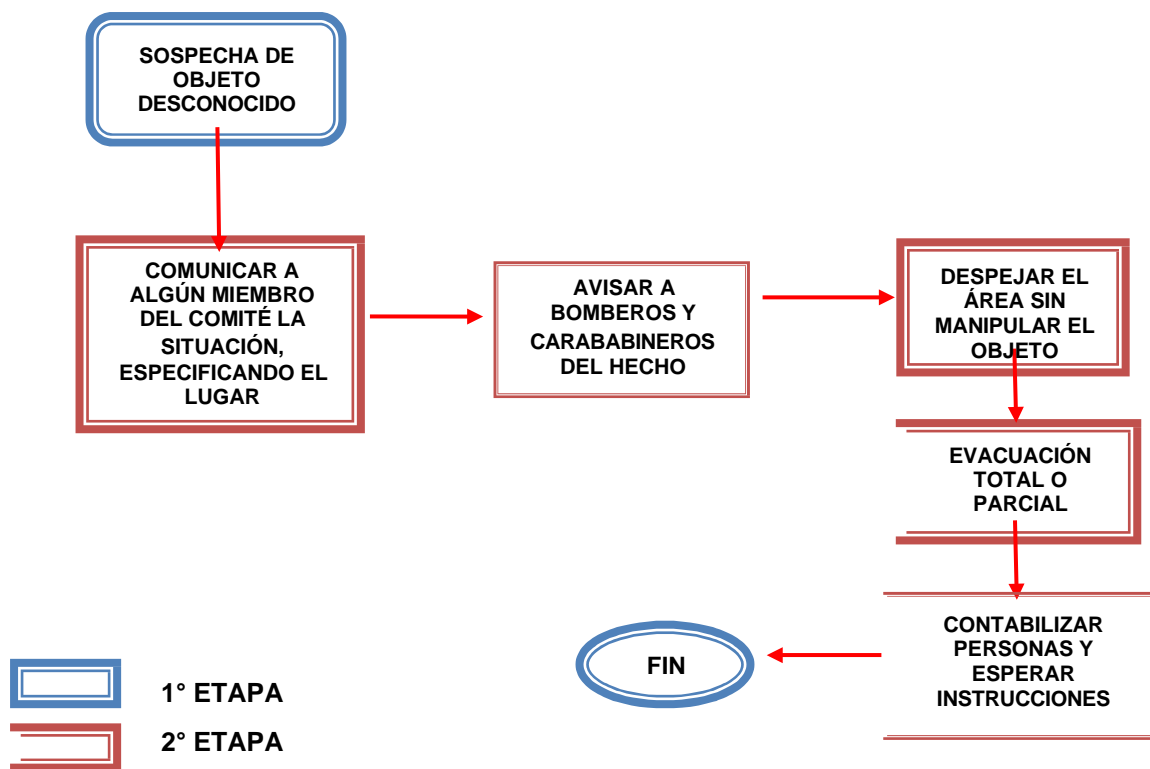 SOSPECHA DE
OBJETO
DESCONOCIDO
COMUNICAR A
ALGÚN MIEMBRO
DEL COMITÉ LA
SITUACIÓN,
ESPECIFICANDO EL
LUGAR
AVISAR A
BOMBEROS Y
CARABABINEROS
DEL HECHO
DESPEJAR EL
ÁREA SIN
MANIPULAR EL
OBJETO
EVACUACIÓN
TOTAL O
PARCIAL
CONTABILIZAR
PERSONAS Y
ESPERAR
INSTRUCCIONES
FIN
1° ETAPA
2° ETAPA